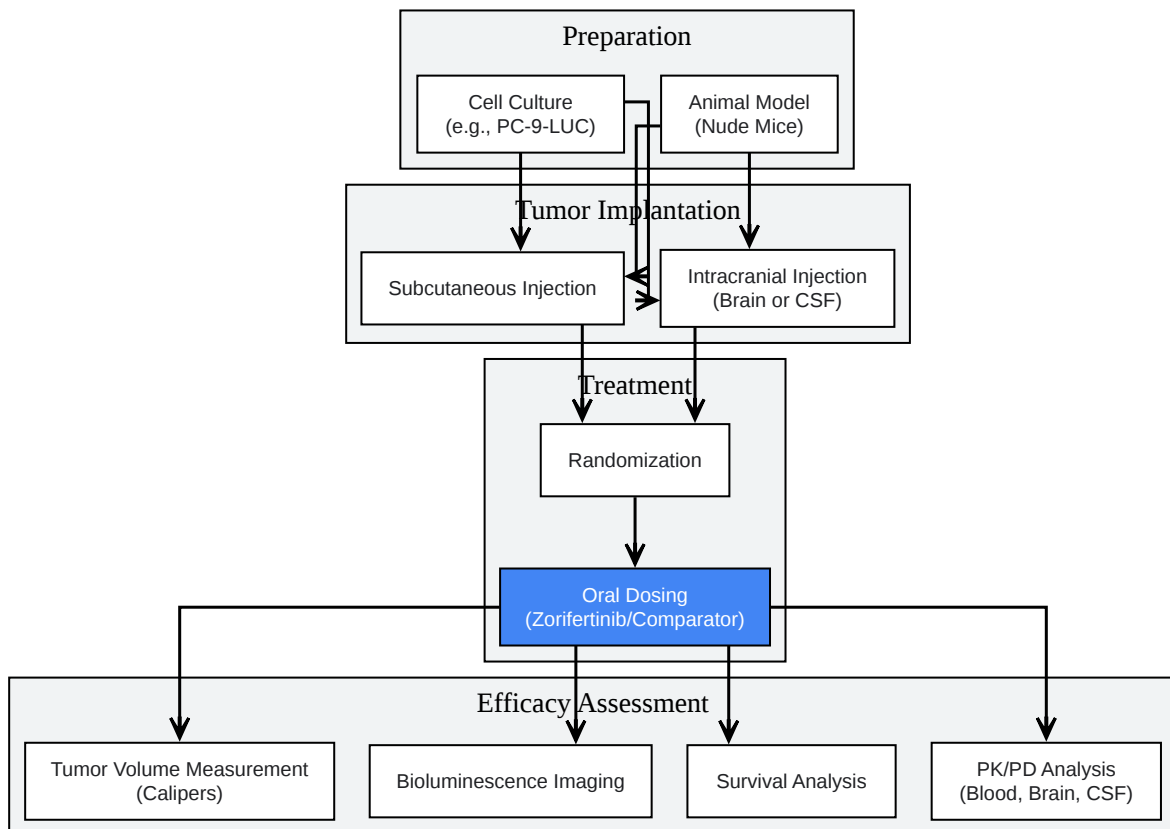 Preparation
Cell Culture
(e.g., PC-9-LUC)
Animal Model
(Nude Mice)
Tumor Implantation
Subcutaneous Injection
Intracranial Injection
(Brain or CSF)
Treatment
Randomization
Oral Dosing
(Zorifertinib/Comparator)
Efficacy Assessment
Tumor Volume Measurement
(Calipers)
Bioluminescence Imaging
Survival Analysis
PK/PD Analysis
(Blood, Brain, CSF)